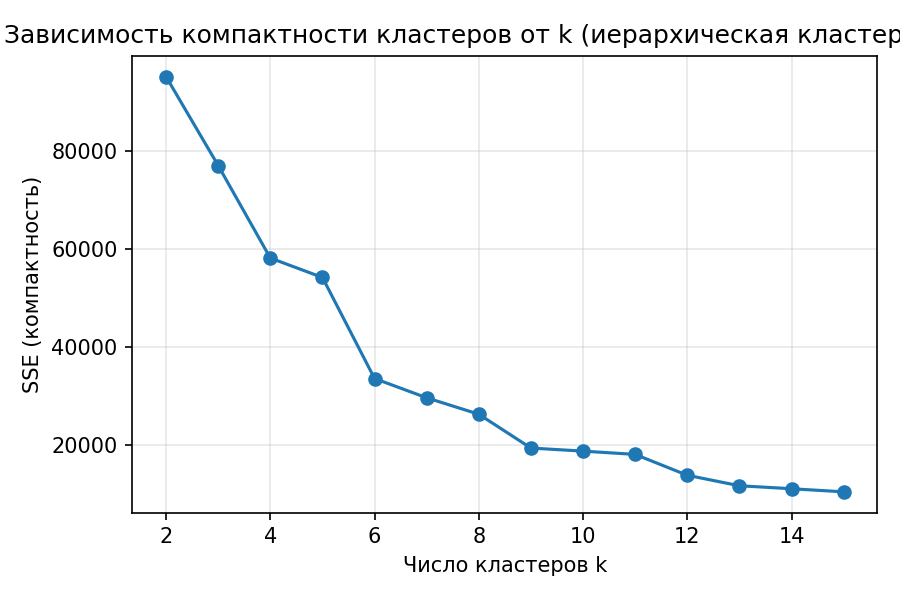 Зависимость компактности кластеров от k (иерархическая кластер
80000
60000
40000
20000
SSE (компактность)
2 4 6 8 10 12 14
Число кластеров k